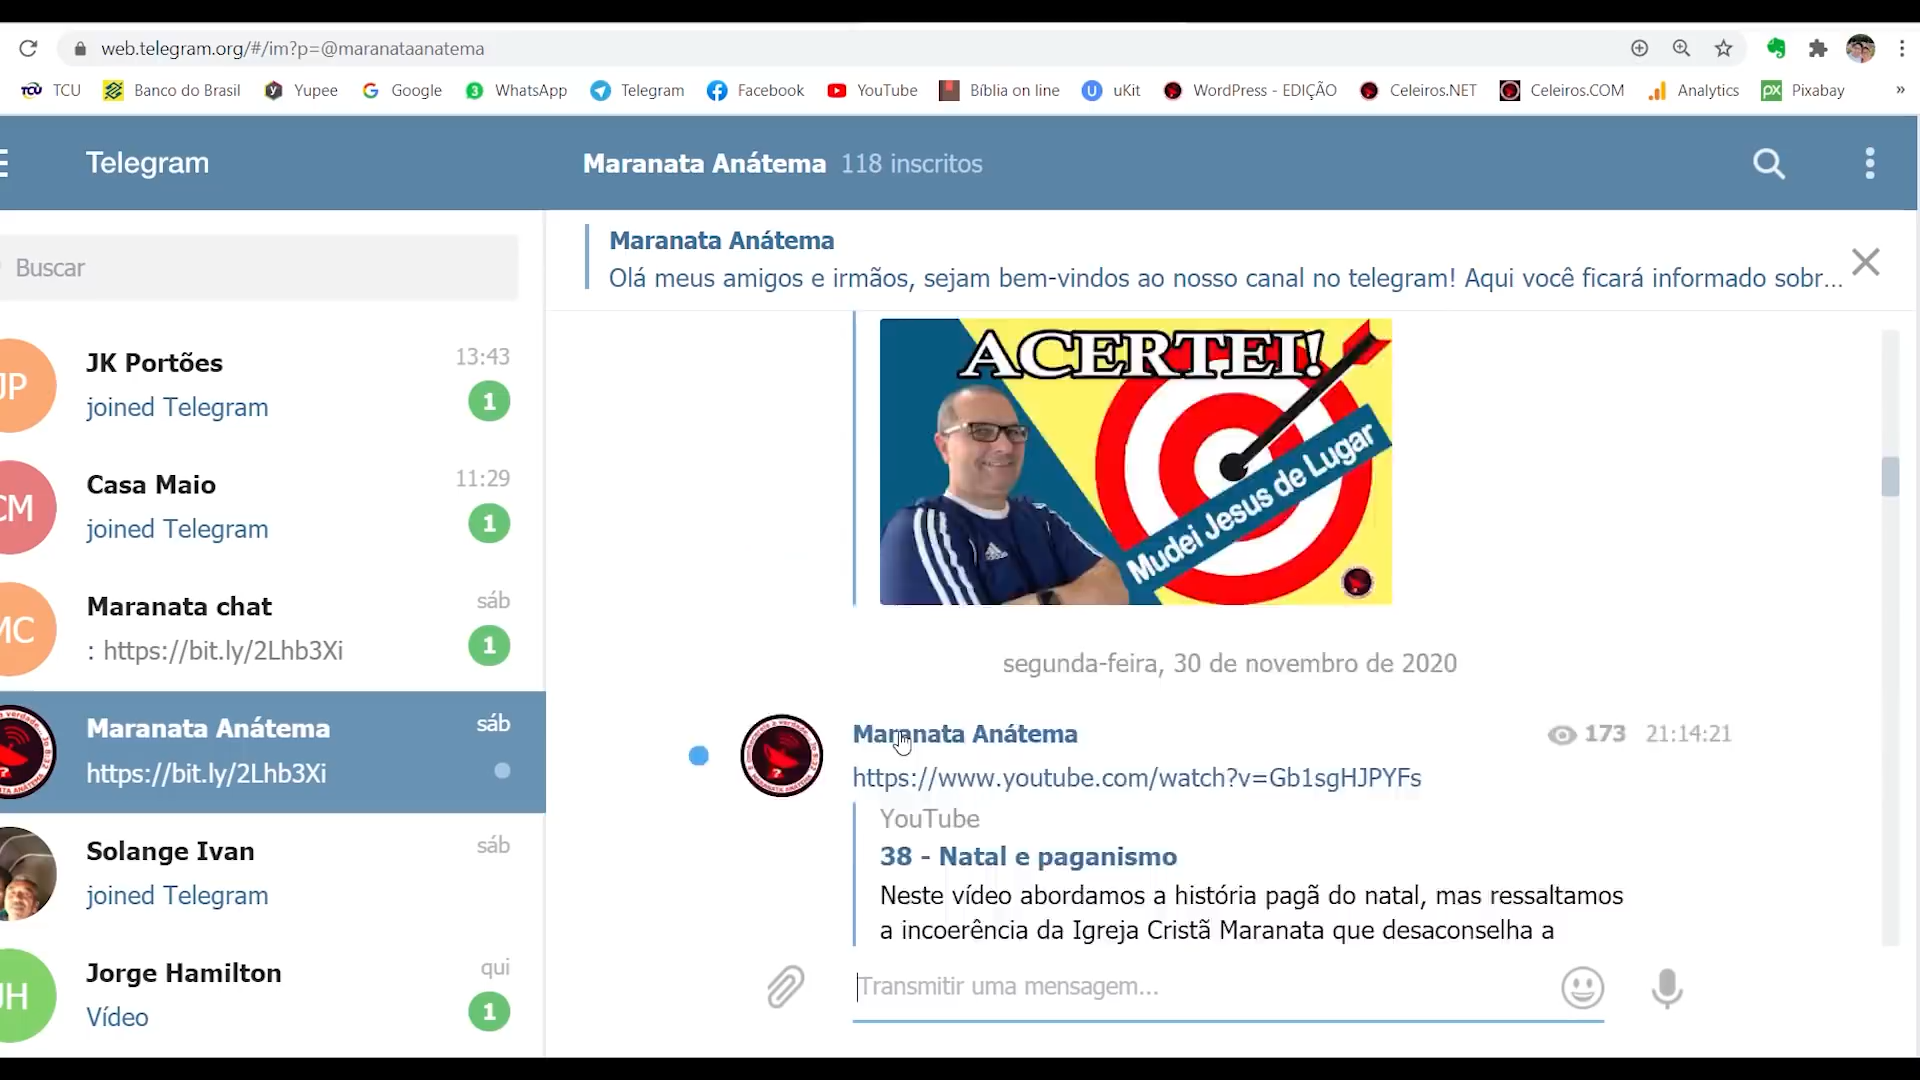 web.telegram.org/#/im?p=@maranataanatema
TCU Banco do Brasil Yupee Google WhatsApp Telegram Facebook YouTube Bíblia on line uKit WordPress - EDIÇÃO Celeiros.NET Celeiros.COM Analytics Pixabay »
Telegram
Maranata Anátema 118 inscritos
Buscar
JK Portões 13:43
joined Telegram 1
Casa Maio 11:29
joined Telegram 1
Maranata chat sáb
: https://bit.ly/2Lhb3Xi 1
Maranata Anátema sáb
https://bit.ly/2Lhb3Xi
Solange Ivan sáb
joined Telegram
Jorge Hamilton qui
Vídeo 1
JP
CM
MC
JH
Maranata Anátema
Olá meus amigos e irmãos, sejam bem-vindos ao nosso canal no telegram! Aqui você ficará informado sobr...
ACERTEI!
Mudei Jesus de Lugar
segunda-feira, 30 de novembro de 2020
Maranata Anátema 173 21:14:21
https://www.youtube.com/watch?v=Gb1sgHJPYFs
YouTube
38 - Natal e paganismo
Neste vídeo abordamos a história pagã do natal, mas ressaltamos
a incoerência da Igreja Cristã Maranata que desaconselha a
Transmitir uma mensagem...